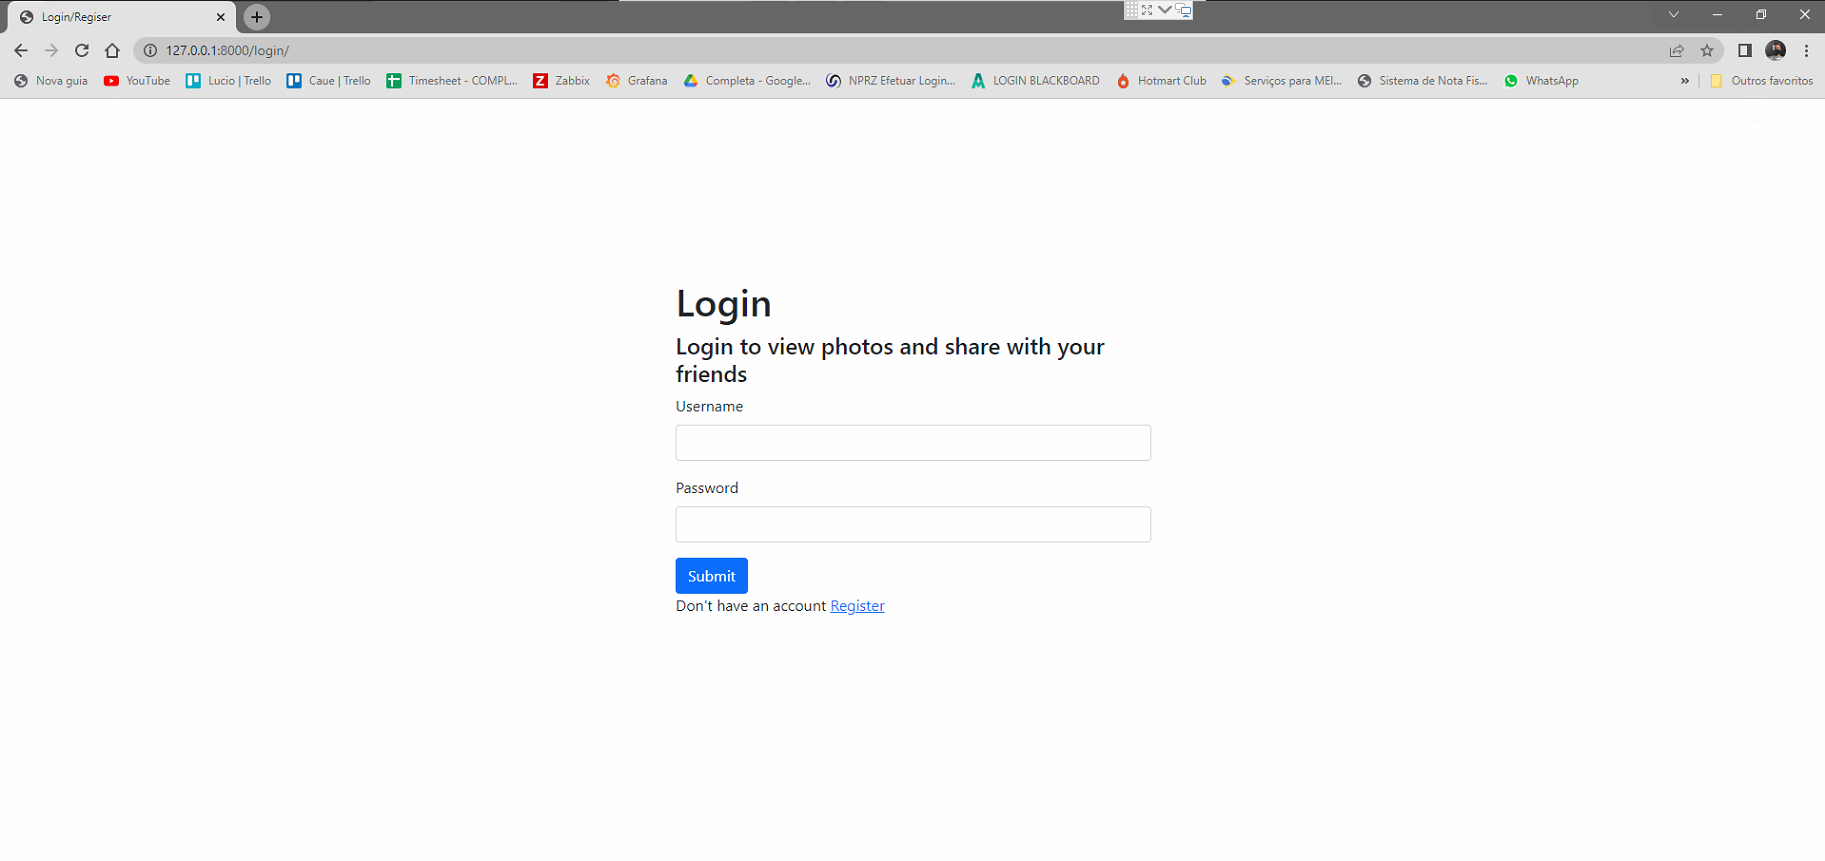 Login/Regiser
127.0.0.1:8000/login/
Nova guia YouTube Lucio | Trello Caue | Trello Timesheet - COMPL... Zabbix Grafana Completa - Google... NPRZ Efetuar Login... LOGIN BLACKBOARD Hotmart Club Serviços para MEI... Sistema de Nota Fis... WhatsApp » Outros favoritos
Login
Login to view photos and share with your
friends
Username
Password
Submit
Don't have an account Register